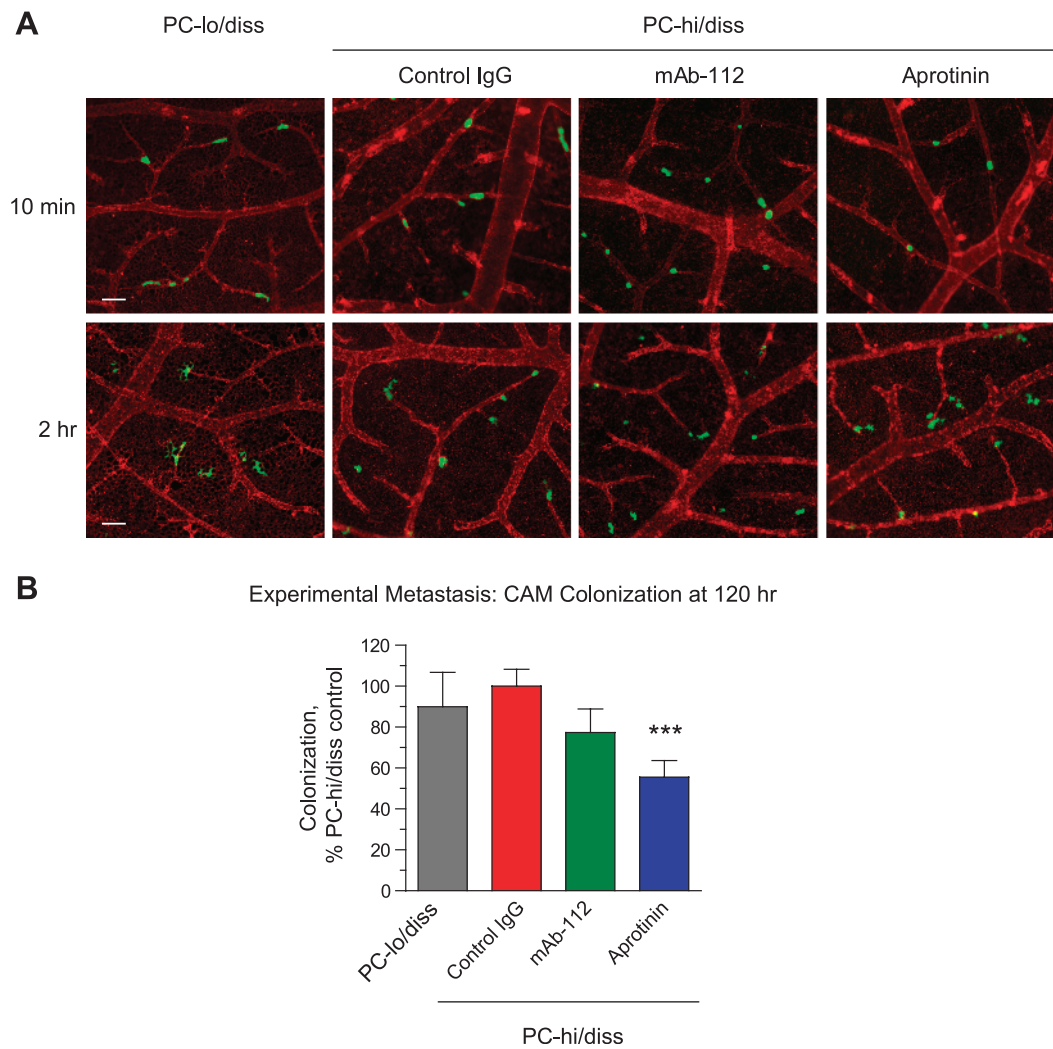 A
PC-lo/diss
PC-hi/diss
Control IgG
mAb-112
Aprotinin
10 min
2 hr
B
Experimental Metastasis: CAM Colonization at 120 hr
Colonization,
% PC-hi/diss control
120
100
80
60
40
20
0
***
PC-lo/diss
Control IgG
mAb-112
Aprotinin
PC-hi/diss